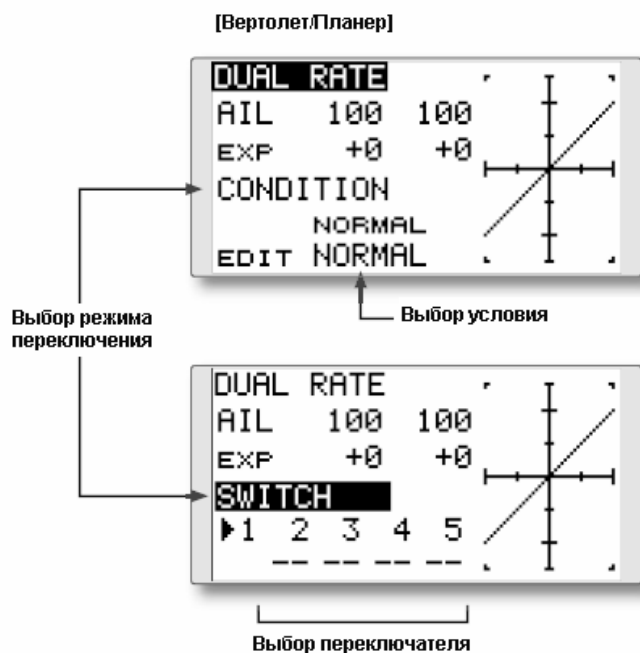 [Вертолет/Планер]
DUAL RATE
AIL 100 100
EXP +0 +0
CONDITION
NORMAL
EDIT NORMAL
Выбор режима
переключения
Выбор условия
DUAL RATE
AIL 100 100
EXP +0 +0
SWITCH
▶1 2 3 4 5
-- -- -- --
Выбор переключателя